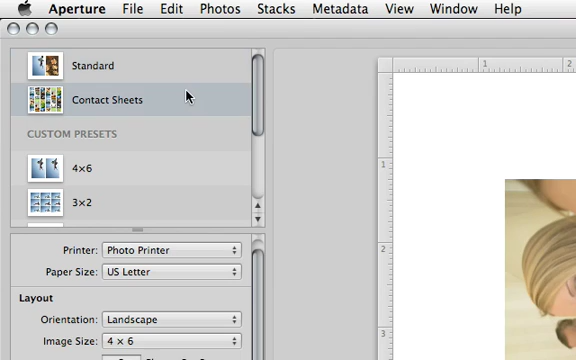 Aperture File Edit Photos Stacks Metadata View Window Help
Standard
Contact Sheets
CUSTOM PRESETS
4×6
3×2
Printer: Photo Printer
Paper Size: US Letter
Layout
Orientation: Landscape
Image Size: 4 × 6
1 2
1
2
3